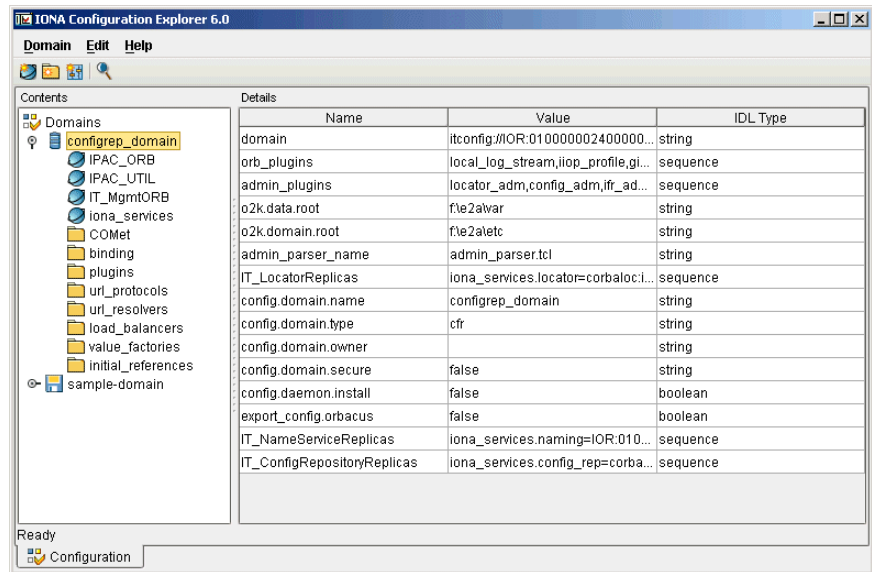 IONA Configuration Explorer 6.0
Domain Edit Help
Contents
Domains
configrep_domain
IPAC_ORB
IPAC_UTIL
IT_MgmtORB
iona_services
COMet
binding
plugins
url_protocols
url_resolvers
load_balancers
value_factories
initial_references
sample-domain
Details
Name Value IDL Type
domain itconfig://IOR:010000002400000... string
orb_plugins local_log_stream,iiop_profile,gi... sequence
admin_plugins locator_adm,config_adm,ifr_ad... sequence
o2k.data.root f:\e2a\var string
o2k.domain.root f:\e2a\etc string
admin_parser_name admin_parser.tcl string
IT_LocatorReplicas iona_services.locator=corbaloc:i... sequence
config.domain.name configrep_domain string
config.domain.type cfr string
config.domain.owner string
config.domain.secure false string
config.daemon.install false boolean
export_config.orbacus false boolean
IT_NameServiceReplicas iona_services.naming=IOR:010... sequence
IT_ConfigRepositoryReplicas iona_services.config_rep=corba... sequence
Ready
Configuration